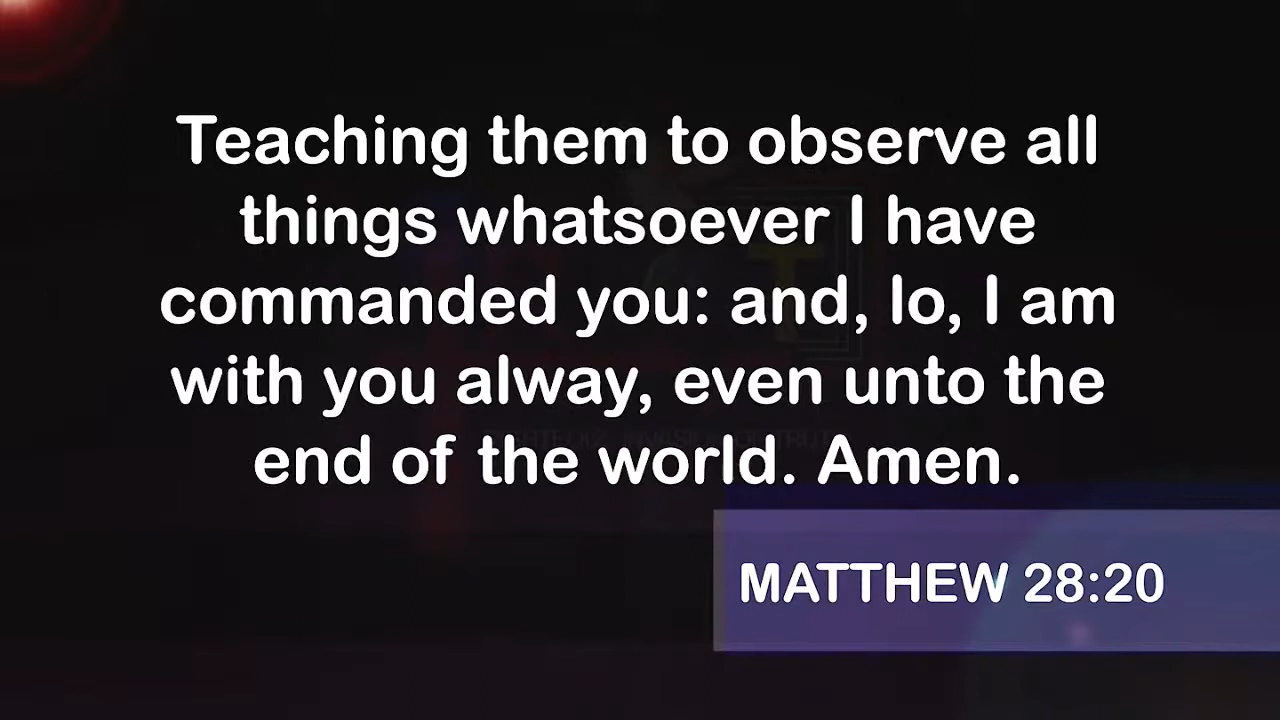 Teaching them to observe all
things whatsoever I have
commanded you: and, lo, I am
with you alway, even unto the
end of the world. Amen.
MATTHEW 28:20